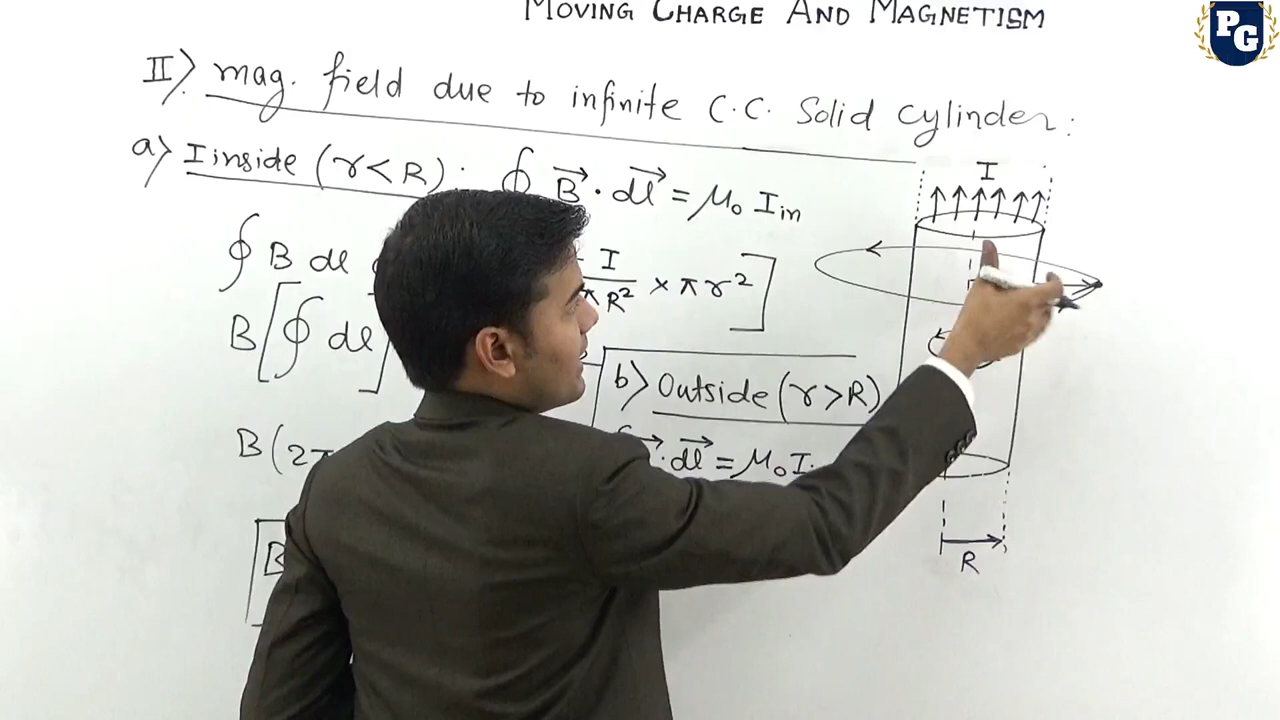 MOVING CHARGE AND MAGNETISM
PG
II) mag. field due to infinite C.C. Solid cylinder:
a) Inside (r<R): ∮ B⃗ · dl⃗ = μ₀ Iin
∮ B dl
I/πR² × πr² ]
B[∮ dl]
B(2π
B
b) Outside (r>R)
· dl⃗ = μ₀ I
I
R